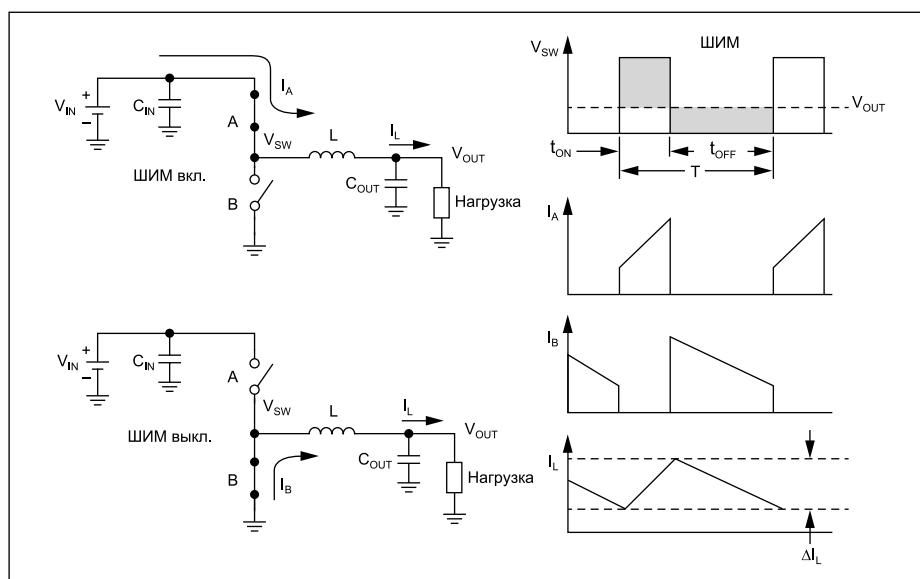 I_A
V_IN
+
–
C_IN
A
V_SW
L
I_L
V_OUT
ШИМ вкл.
B
C_OUT
Нагрузка
V_IN
+
–
C_IN
A
V_SW
L
I_L
V_OUT
ШИМ выкл.
B
I_B
C_OUT
Нагрузка
V_SW
ШИМ
V_OUT
t_ON
t_OFF
T
I_A
I_B
I_L
ΔI_L